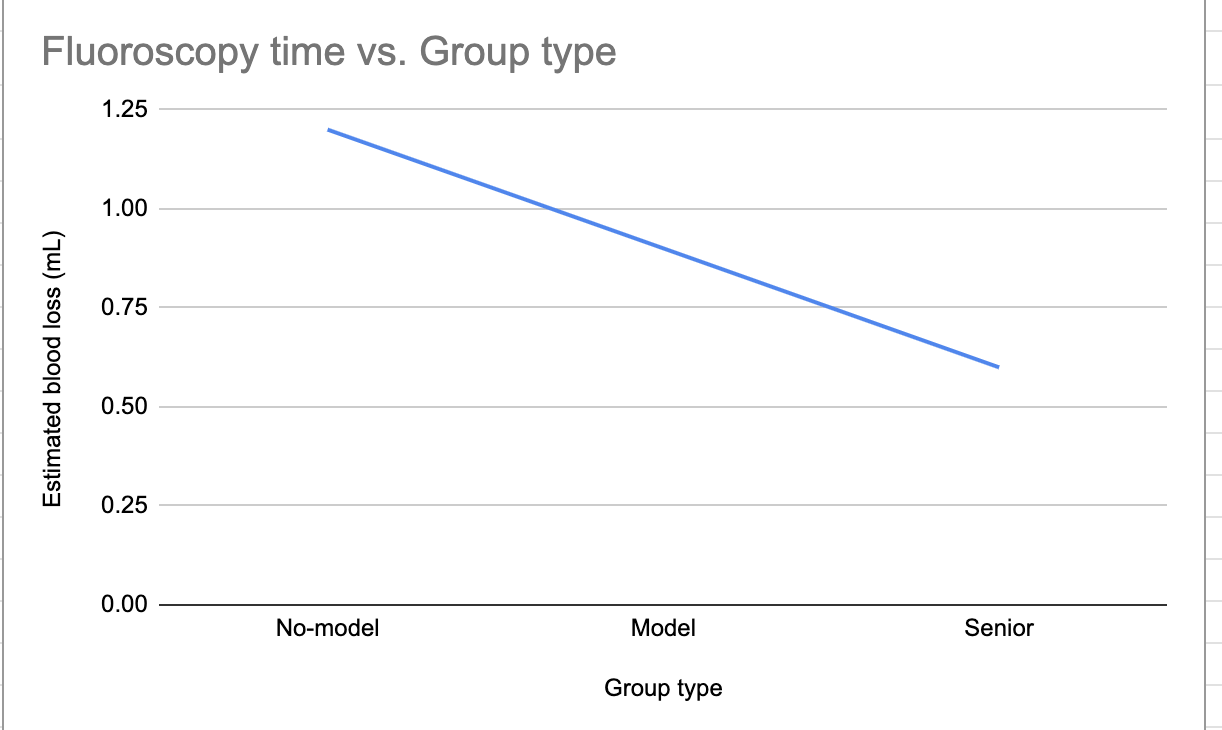 Fluoroscopy time vs. Group type
1.25
1.00
0.75
0.50
0.25
0.00
Estimated blood loss (mL)
No-model Model Senior
Group type